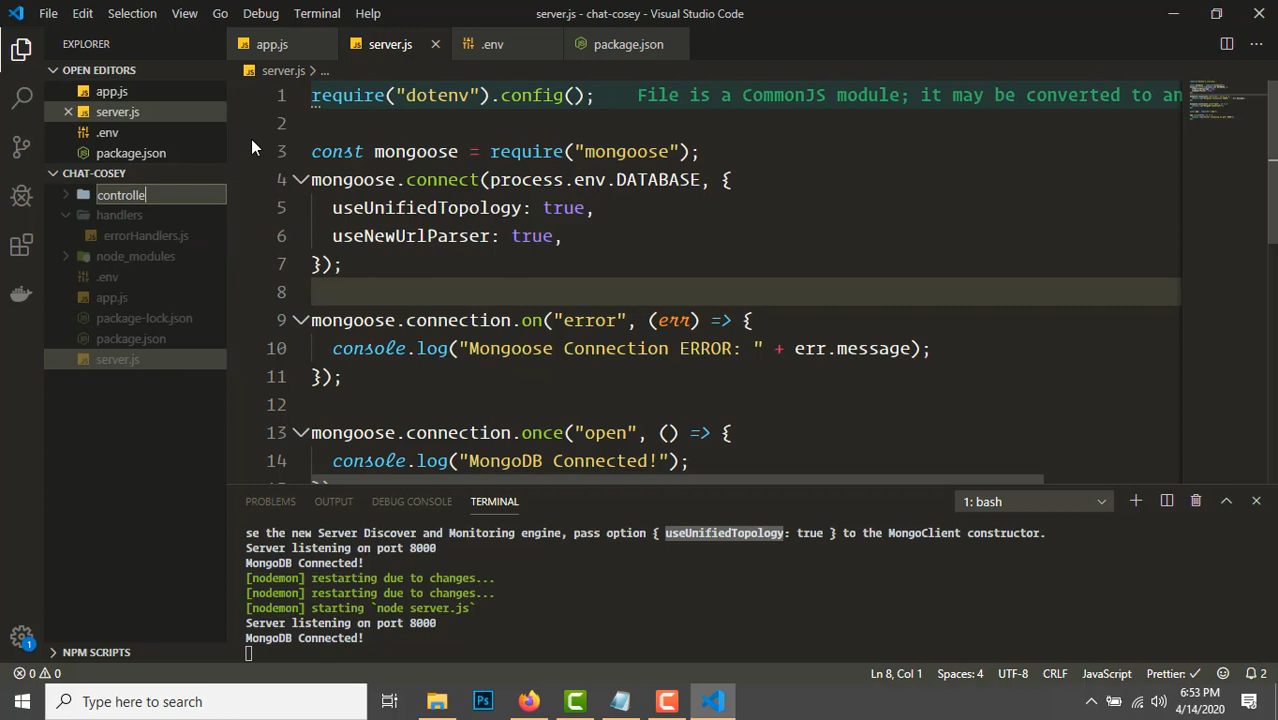 File Edit Selection View Go Debug Terminal Help server.js - chat-cosey - Visual Studio Code
EXPLORER
app.js server.js .env package.json
OPEN EDITORS
app.js
server.js
.env
package.json
CHAT-COSEY
controlle
handlers
errorHandlers.js
node_modules
.env
app.js
package-lock.json
package.json
server.js
NPM SCRIPTS
server.js > ...
1 require("dotenv").config(); File is a CommonJS module; it may be converted to an
2
3 const mongoose = require("mongoose");
4 mongoose.connect(process.env.DATABASE, {
5 useUnifiedTopology: true,
6 useNewUrlParser: true,
7 });
8
9 mongoose.connection.on("error", (err) => {
10 console.log("Mongoose Connection ERROR: " + err.message);
11 });
12
13 mongoose.connection.once("open", () => {
14 console.log("MongoDB Connected!");
PROBLEMS OUTPUT DEBUG CONSOLE TERMINAL 1: bash
se the new Server Discover and Monitoring engine, pass option { useUnifiedTopology: true } to the MongoClient constructor.
Server listening on port 8000
MongoDB Connected!
[nodemon] restarting due to changes...
[nodemon] restarting due to changes...
[nodemon] starting `node server.js`
Server listening on port 8000
MongoDB Connected!
1
0 0 Ln 8, Col 1 Spaces: 4 UTF-8 CRLF JavaScript Prettier: ✓ 2
Type here to search
6:53 PM
4/14/2020